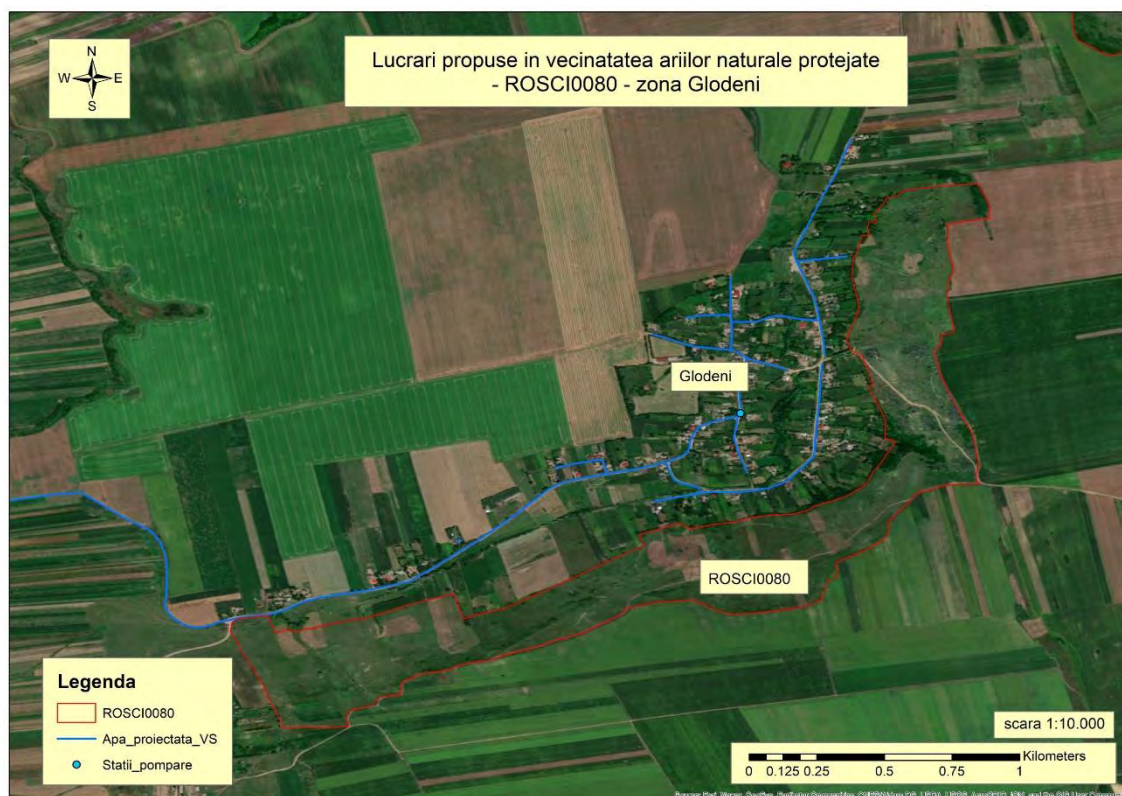 N
W E
S
Lucrari propuse in vecinatatea ariilor naturale protejate
- ROSCI0080 - zona Glodeni
Glodeni
ROSCI0080
Legenda
ROSCI0080
Apa_proiectata_VS
Statii_pompare
scara 1:10.000
Kilometers
0 0.125 0.25 0.5 0.75 1